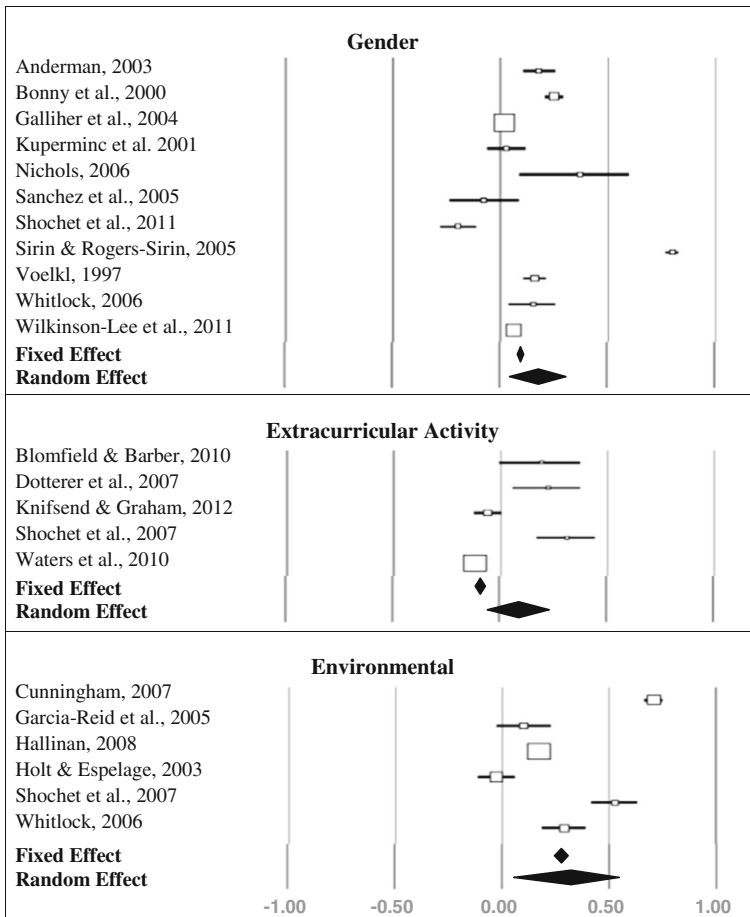 Gender
Anderman, 2003
Bonny et al., 2000
Galliher et al., 2004
Kuperminc et al. 2001
Nichols, 2006
Sanchez et al., 2005
Shochet et al., 2011
Sirin & Rogers-Sirin, 2005
Voelkl, 1997
Whitlock, 2006
Wilkinson-Lee et al., 2011
Fixed Effect
Random Effect
Extracurricular Activity
Blomfield & Barber, 2010
Dotterer et al., 2007
Knifsend & Graham, 2012
Shochet et al., 2007
Waters et al., 2010
Fixed Effect
Random Effect
Environmental
Cunningham, 2007
Garcia-Reid et al., 2005
Hallinan, 2008
Holt & Espelage, 2003
Shochet et al., 2007
Whitlock, 2006
Fixed Effect
Random Effect
-1.00 -0.50 0.00 0.50 1.00